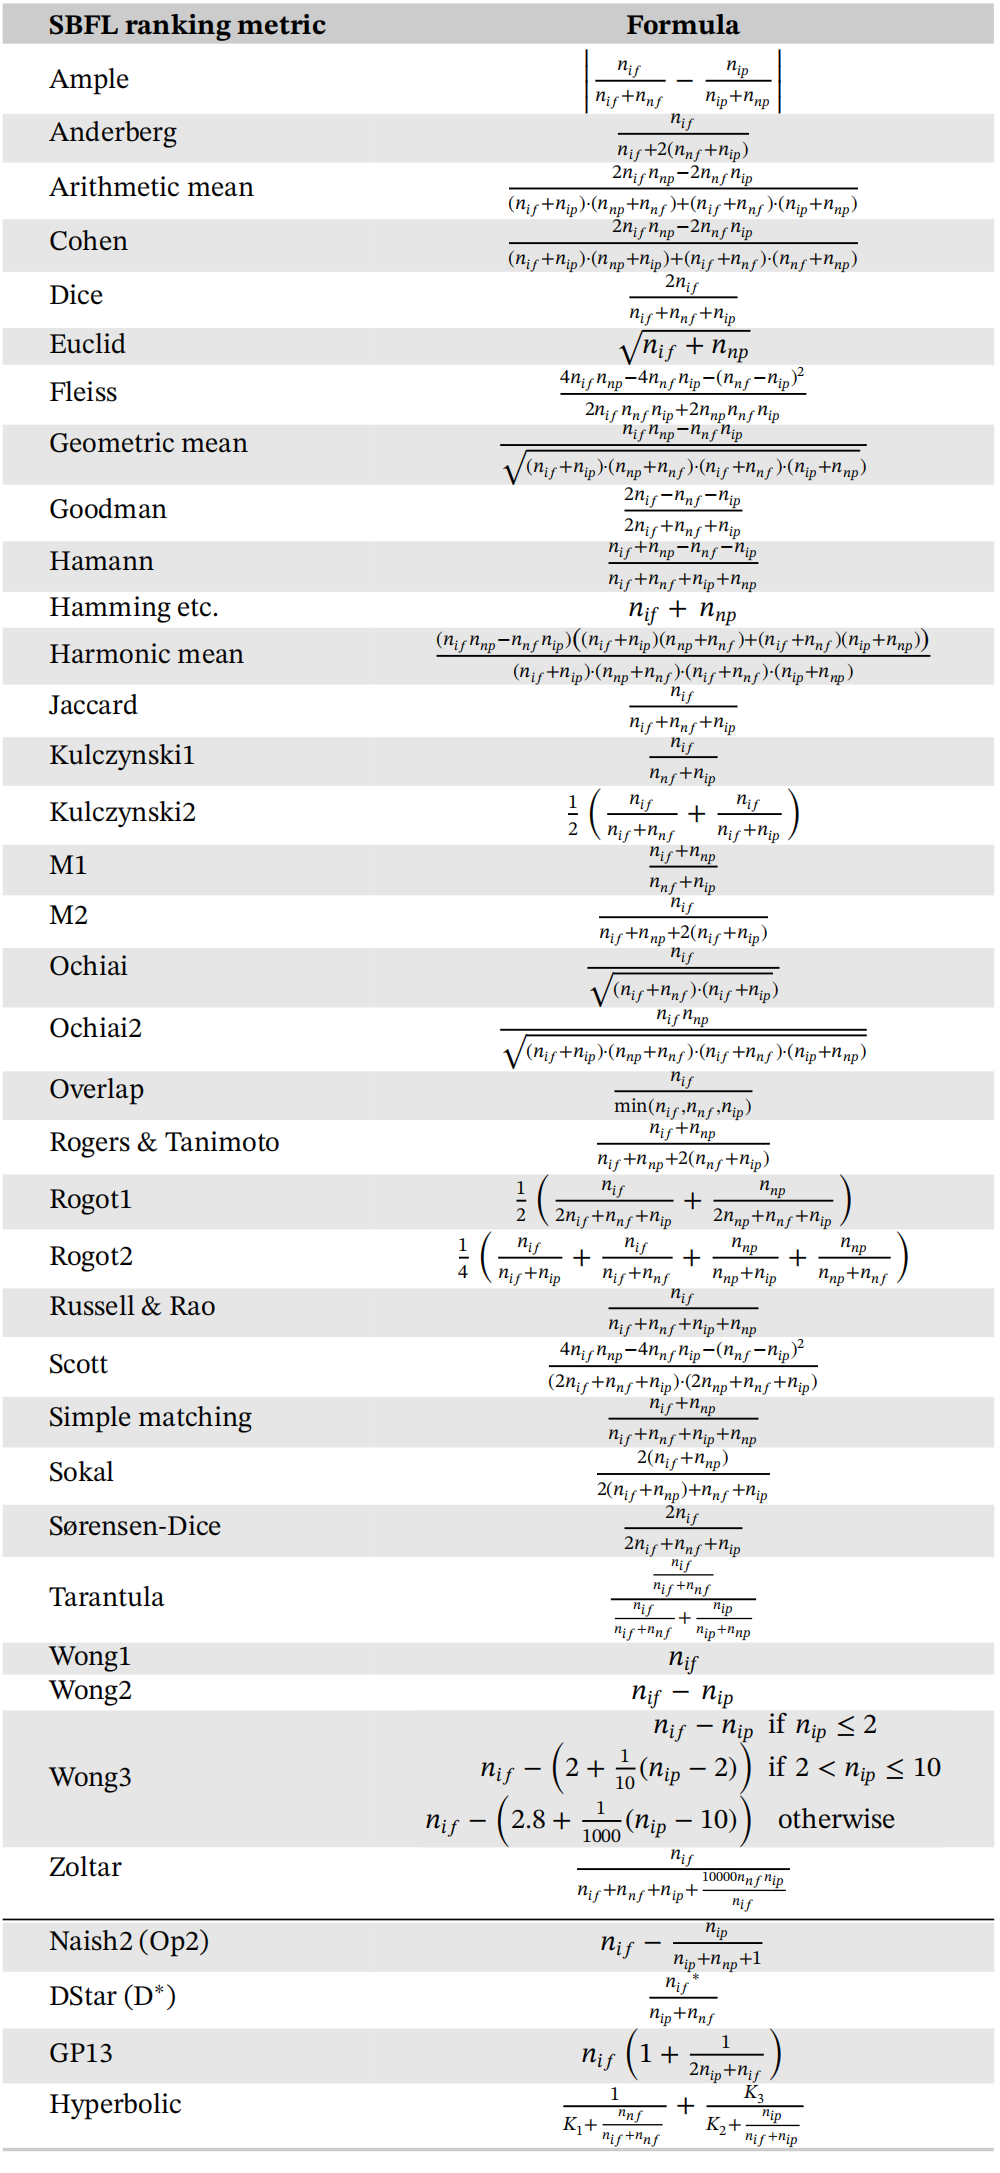 SBFL ranking metric Formula
Ample $\left| \frac{n_{if}}{n_{if}+n_{nf}} - \frac{n_{ip}}{n_{ip}+n_{np}} \right|$
Anderberg $\frac{n_{if}}{n_{if}+2(n_{nf}+n_{ip})}$
Arithmetic mean $\frac{2n_{if}n_{np}-2n_{nf}n_{ip}}{(n_{if}+n_{ip})\cdot(n_{np}+n_{nf})+(n_{if}+n_{nf})\cdot(n_{ip}+n_{np})}$
Cohen $\frac{2n_{if}n_{np}-2n_{nf}n_{ip}}{(n_{if}+n_{ip})\cdot(n_{np}+n_{ip})+(n_{if}+n_{nf})\cdot(n_{nf}+n_{np})}$
Dice $\frac{2n_{if}}{n_{if}+n_{nf}+n_{ip}}$
Euclid $\sqrt{n_{if}+n_{np}}$
Fleiss $\frac{4n_{if}n_{np}-4n_{nf}n_{ip}-(n_{nf}-n_{ip})^2}{2n_{if}n_{nf}n_{ip}+2n_{np}n_{nf}n_{ip}}$
Geometric mean $\frac{n_{if}n_{np}-n_{nf}n_{ip}}{\sqrt{(n_{if}+n_{ip})\cdot(n_{np}+n_{nf})\cdot(n_{if}+n_{nf})\cdot(n_{ip}+n_{np})}}$
Goodman $\frac{2n_{if}-n_{nf}-n_{ip}}{2n_{if}+n_{nf}+n_{ip}}$
Hamann $\frac{n_{if}+n_{np}-n_{nf}-n_{ip}}{n_{if}+n_{nf}+n_{ip}+n_{np}}$
Hamming etc. $n_{if}+n_{np}$
Harmonic mean $\frac{(n_{if}n_{np}-n_{nf}n_{ip})((n_{if}+n_{ip})(n_{np}+n_{nf})+(n_{if}+n_{nf})(n_{ip}+n_{np}))}{(n_{if}+n_{ip})\cdot(n_{np}+n_{nf})\cdot(n_{if}+n_{nf})\cdot(n_{ip}+n_{np})}$
Jaccard $\frac{n_{if}}{n_{if}+n_{nf}+n_{ip}}$
Kulczynski1 $\frac{n_{if}}{n_{nf}+n_{ip}}$
Kulczynski2 $\frac{1}{2}\left(\frac{n_{if}}{n_{if}+n_{nf}}+\frac{n_{if}}{n_{if}+n_{ip}}\right)$
M1 $\frac{n_{if}+n_{np}}{n_{nf}+n_{ip}}$
M2 $\frac{n_{if}}{n_{if}+n_{np}+2(n_{if}+n_{ip})}$
Ochiai $\frac{n_{if}}{\sqrt{(n_{if}+n_{nf})\cdot(n_{if}+n_{ip})}}$
Ochiai2 $\frac{n_{if}n_{np}}{\sqrt{(n_{if}+n_{ip})\cdot(n_{np}+n_{nf})\cdot(n_{if}+n_{nf})\cdot(n_{ip}+n_{np})}}$
Overlap $\frac{n_{if}}{\min(n_{if},n_{nf},n_{ip})}$
Rogers & Tanimoto $\frac{n_{if}+n_{np}}{n_{if}+n_{np}+2(n_{nf}+n_{ip})}$
Rogot1 $\frac{1}{2}\left(\frac{n_{if}}{2n_{if}+n_{nf}+n_{ip}}+\frac{n_{np}}{2n_{np}+n_{nf}+n_{ip}}\right)$
Rogot2 $\frac{1}{4}\left(\frac{n_{if}}{n_{if}+n_{ip}}+\frac{n_{if}}{n_{if}+n_{nf}}+\frac{n_{np}}{n_{np}+n_{ip}}+\frac{n_{np}}{n_{np}+n_{nf}}\right)$
Russell & Rao $\frac{n_{if}}{n_{if}+n_{nf}+n_{ip}+n_{np}}$
Scott $\frac{4n_{if}n_{np}-4n_{nf}n_{ip}-(n_{nf}-n_{ip})^2}{(2n_{if}+n_{nf}+n_{ip})\cdot(2n_{np}+n_{nf}+n_{ip})}$
Simple matching $\frac{n_{if}+n_{np}}{n_{if}+n_{nf}+n_{ip}+n_{np}}$
Sokal $\frac{2(n_{if}+n_{np})}{2(n_{if}+n_{np})+n_{nf}+n_{ip}}$
Sørensen-Dice $\frac{2n_{if}}{2n_{if}+n_{nf}+n_{ip}}$
Tarantula $\frac{\frac{n_{if}}{n_{if}+n_{nf}}}{\frac{n_{if}}{n_{if}+n_{nf}}+\frac{n_{ip}}{n_{ip}+n_{np}}}$
Wong1 $n_{if}$
Wong2 $n_{if}-n_{ip}$
Wong3 $n_{if}-n_{ip}$ if $n_{ip} \leq 2$
$n_{if}-\left(2+\frac{1}{10}(n_{ip}-2)\right)$ if $2 < n_{ip} \leq 10$
$n_{if}-\left(2.8+\frac{1}{1000}(n_{ip}-10)\right)$ otherwise
Zoltar $\frac{n_{if}}{n_{if}+n_{nf}+n_{ip}+\frac{10000n_{nf}n_{ip}}{n_{if}}}$
Naish2 (Op2) $n_{if}-\frac{n_{ip}}{n_{ip}+n_{np}+1}$
DStar (D*) $\frac{n_{if}^{*}}{n_{ip}+n_{nf}}$
GP13 $n_{if}\left(1+\frac{1}{2n_{ip}+n_{if}}\right)$
Hyperbolic $\frac{1}{K_1+\frac{n_{nf}}{n_{if}+n_{nf}}}+\frac{K_3}{K_2+\frac{n_{ip}}{n_{if}+n_{ip}}}$